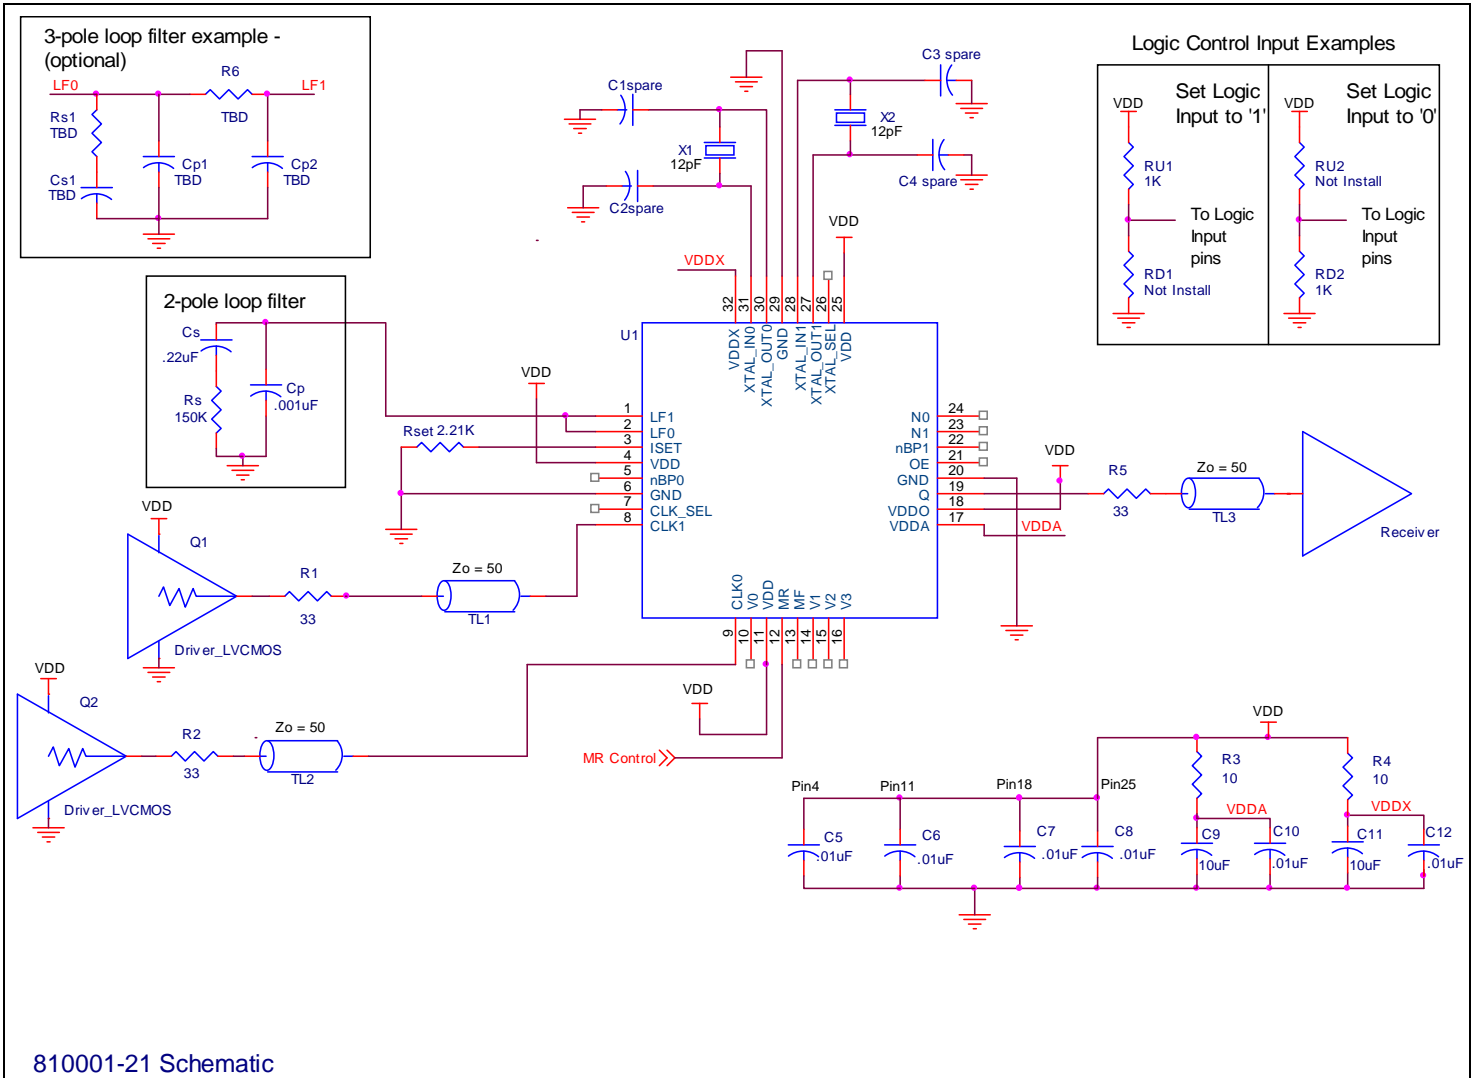 3-pole loop filter example -
(optional)
LF0
R6
LF1
TBD
Rs1
TBD
Cp1
TBD
Cp2
TBD
Cs1
TBD
2-pole loop filter
Cs
.22uF
Rs
150K
Cp
.001uF
C1spare
X1
12pF
C2spare
C3 spare
X2
12pF
C4 spare
VDD
VDDX
Logic Control Input Examples
VDD
Set Logic
Input to '1'
RU1
1K
To Logic
Input
pins
RD1
Not Install
VDD
Set Logic
Input to '0'
RU2
Not Install
To Logic
Input
pins
RD2
1K
U1
32
31
30
29
28
27
26
25
VDDX
XTAL_IN0
XTAL_OUT0
GND
XTAL_IN1
XTAL_OUT1
XTAL_SEL
VDD
VDD
Rset 2.21K
1
2
3
4
5
6
7
8
LF1
LF0
ISET
VDD
nBP0
GND
CLK_SEL
CLK1
N0
N1
nBP1
OE
GND
Q
VDDO
VDDA
24
23
22
21
20
19
18
17
VDD
VDDA
R5
33
Zo = 50
TL3
Receiver
CLK0
V0
VDD
MR
MF
V1
V2
V3
9
10
11
12
13
14
15
16
VDD
Q1
R1
33
Zo = 50
TL1
Driver_LVCMOS
VDD
Q2
R2
33
Zo = 50
TL2
Driver_LVCMOS
VDD
MR Control
VDD
Pin4
Pin11
Pin18
Pin25
R3
10
R4
10
VDDA
VDDX
C5
.01uF
C6
.01uF
C7
.01uF
C8
.01uF
C9
10uF
C10
.01uF
C11
10uF
C12
.01uF
810001-21 Schematic